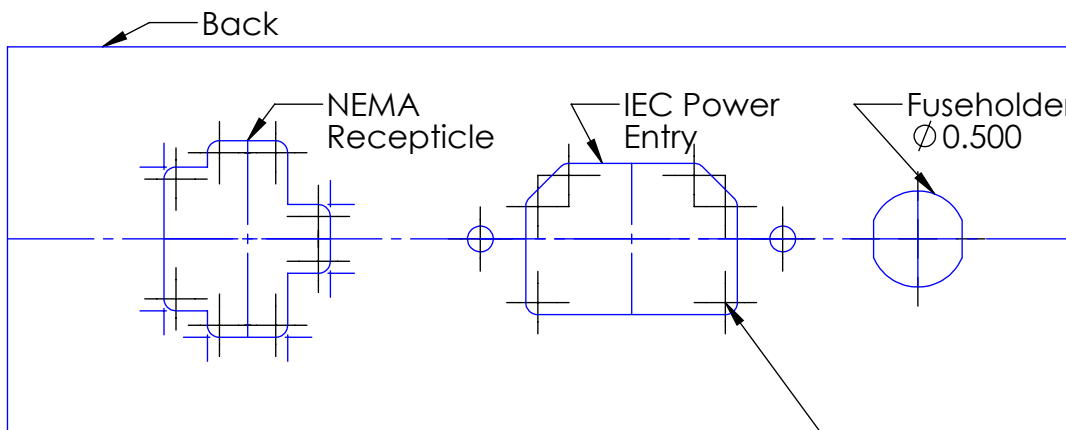 Back
NEMA
Recepticle
IEC Power
Entry
Fuseholder
∅ 0.500